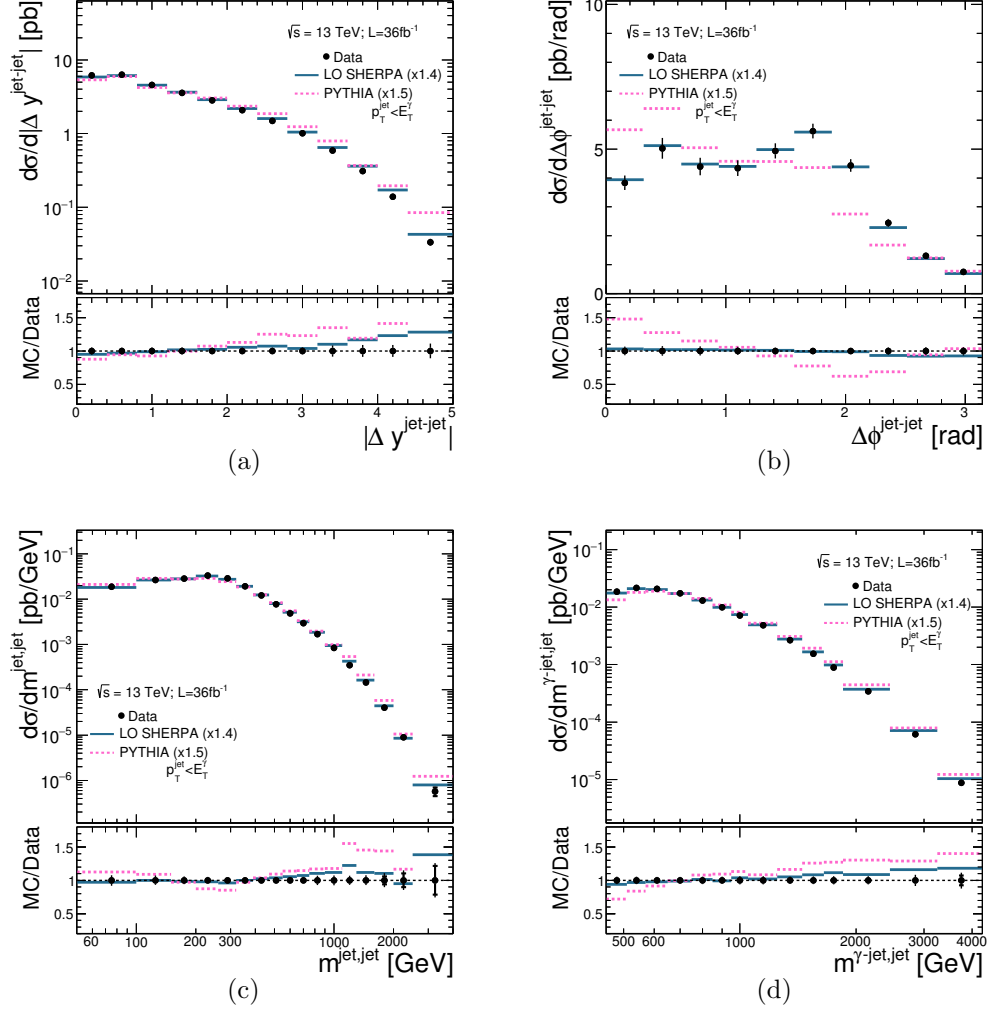 dσ/d|Δ y^jet-jet| [pb]
√s = 13 TeV; L=36fb⁻¹
Data
LO SHERPA (x1.4)
PYTHIA (x1.5)
p_T^jet<E_T^γ
10
1
10⁻¹
10⁻²
MC/Data
1.5
1
0.5
0 1 2 3 4 5
|Δ y^jet-jet|
(a)
dσ/dΔϕ^jet-jet [pb/rad]
√s = 13 TeV; L=36fb⁻¹
Data
LO SHERPA (x1.4)
PYTHIA (x1.5)
p_T^jet<E_T^γ
10
5
0
MC/Data
1.5
1
0.5
0 1 2 3
Δϕ^jet-jet [rad]
(b)
dσ/dm^jet,jet [pb/GeV]
10⁻¹
10⁻²
10⁻³
10⁻⁴
10⁻⁵
10⁻⁶
√s = 13 TeV; L=36fb⁻¹
Data
LO SHERPA (x1.4)
PYTHIA (x1.5)
p_T^jet<E_T^γ
MC/Data
1.5
1
0.5
60 100 200 300 1000 2000
m^jet,jet [GeV]
(c)
dσ/dm^γ-jet,jet [pb/GeV]
√s = 13 TeV; L=36fb⁻¹
Data
LO SHERPA (x1.4)
PYTHIA (x1.5)
p_T^jet<E_T^γ
10⁻¹
10⁻²
10⁻³
10⁻⁴
10⁻⁵
MC/Data
1.5
1
0.5
500 600 1000 2000 3000 4000
m^γ-jet,jet [GeV]
(d)